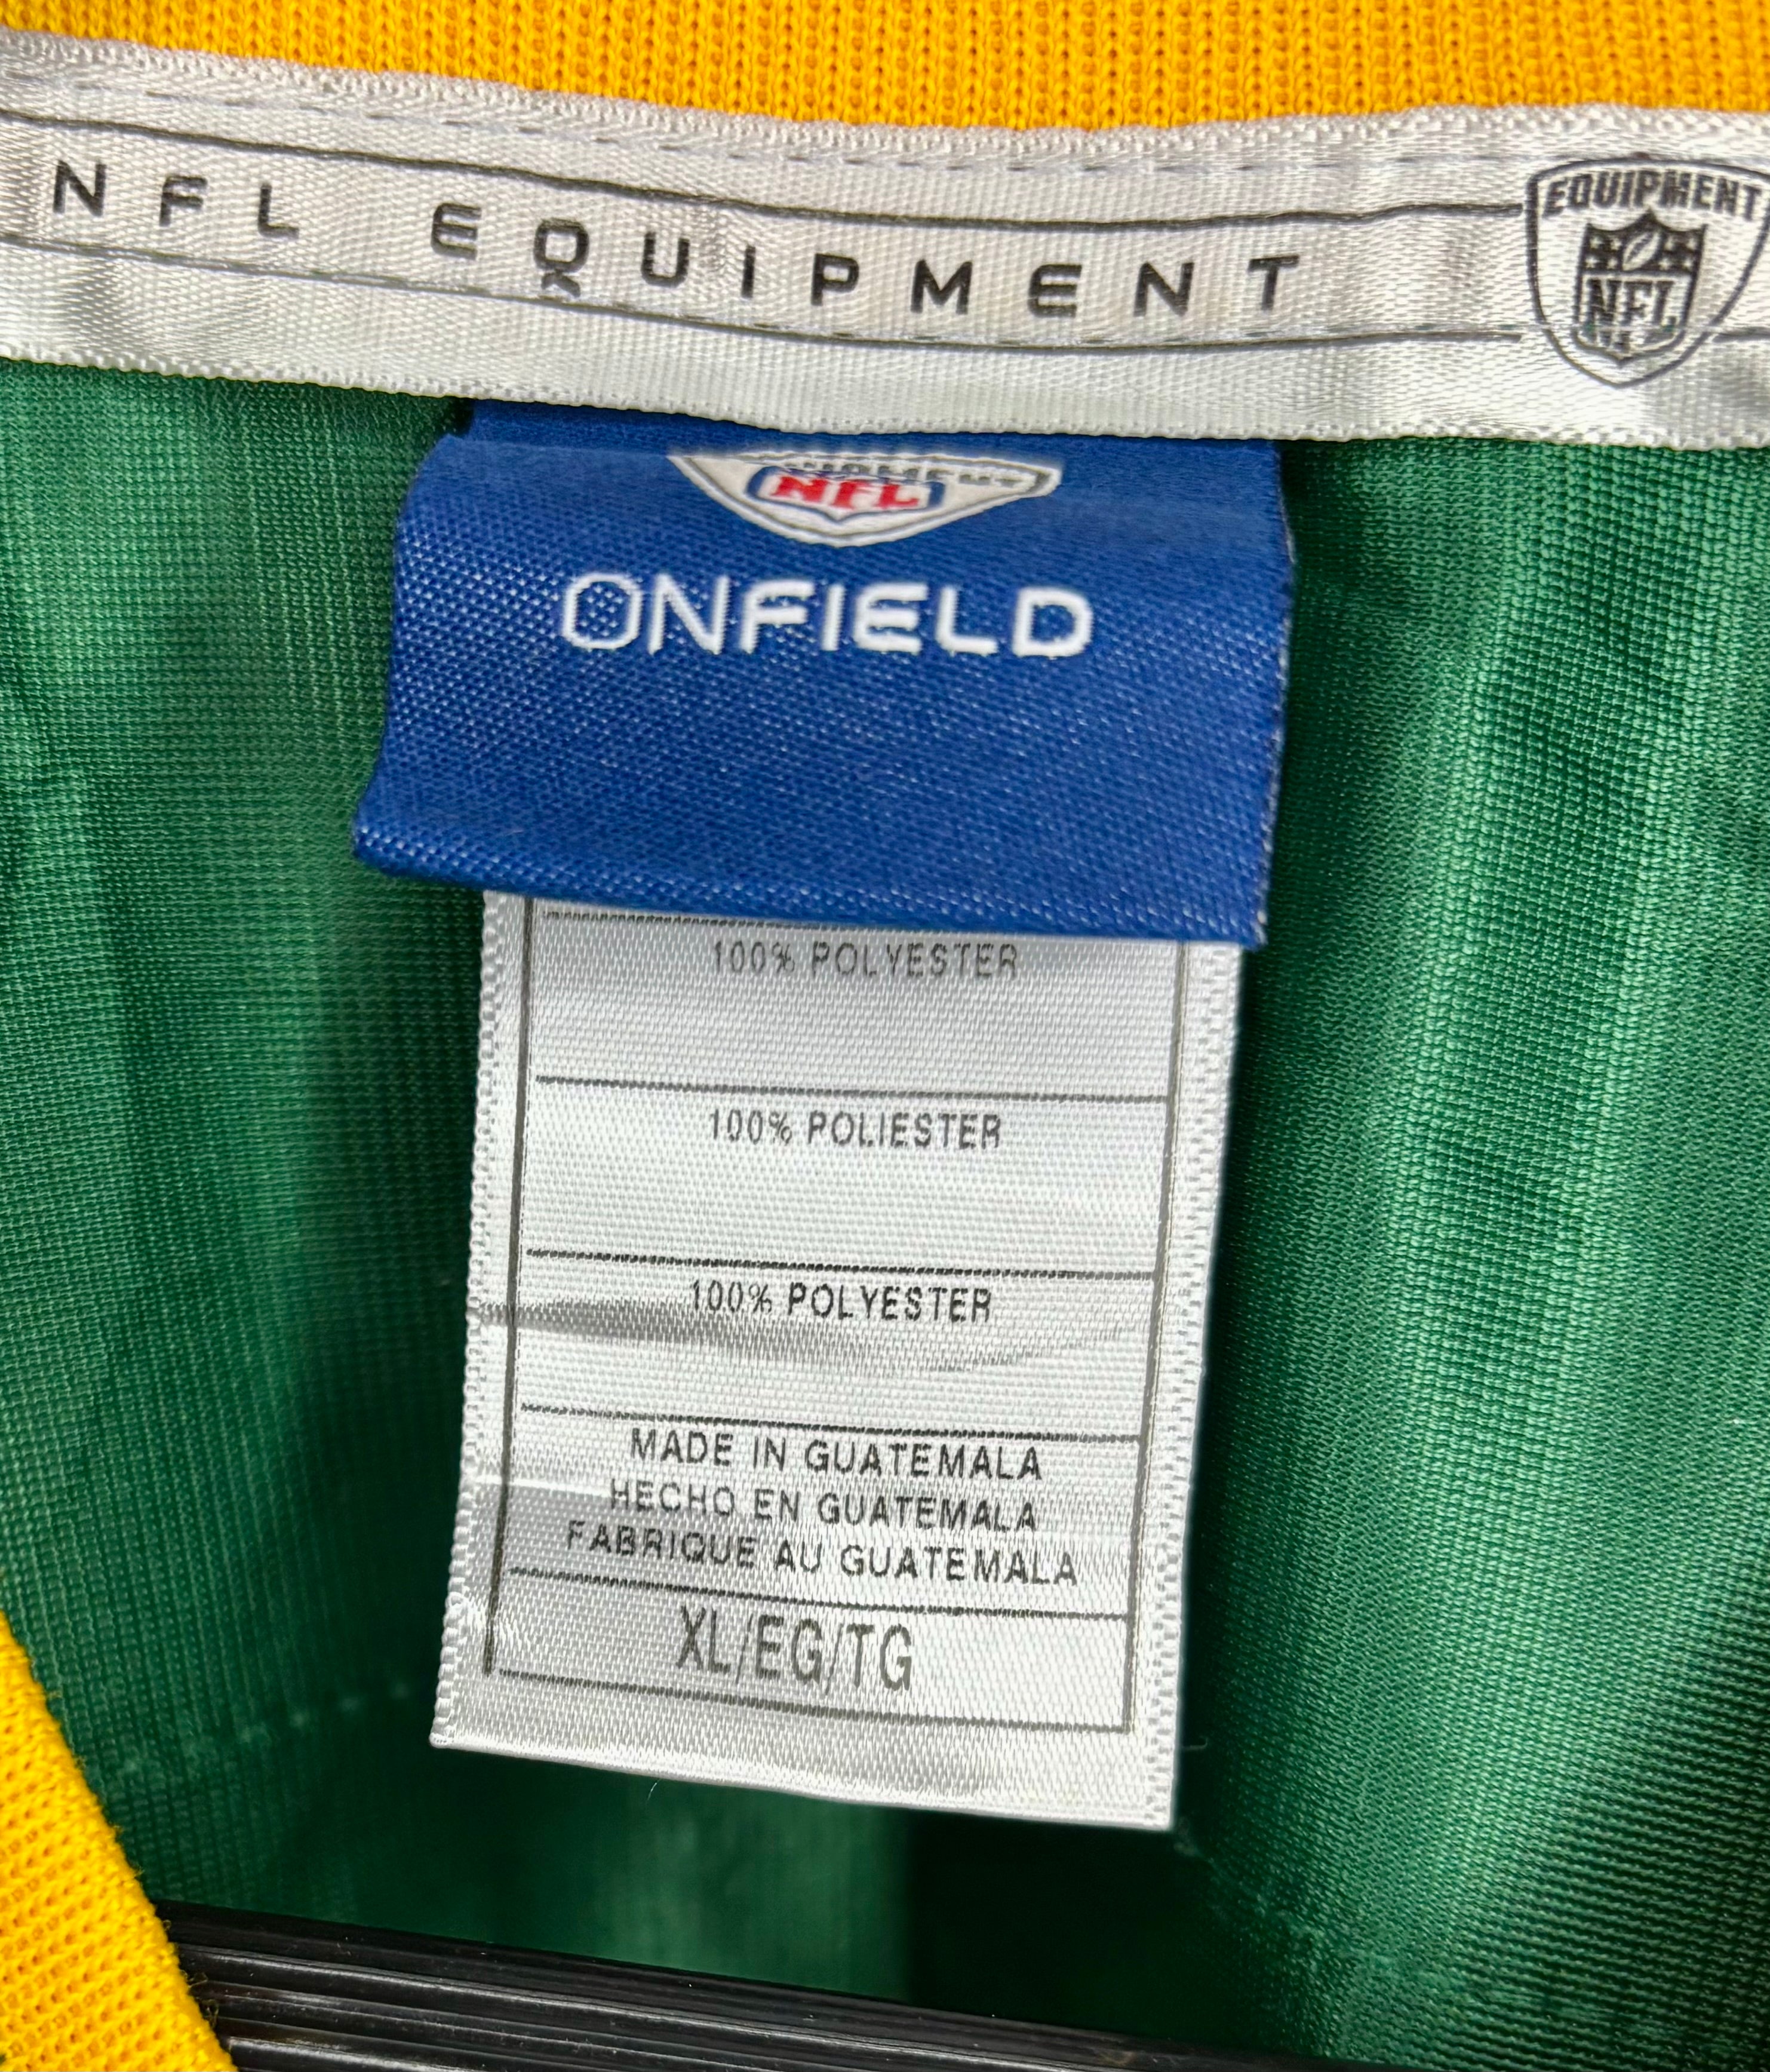 NFL EQUIPMENT
EQUIPMENT
NFL
NFL
ONFIELD
100% POLYESTER
100% POLIESTER
100% POLYESTER
MADE IN GUATEMALA
HECHO EN GUATEMALA
FABRIQUE AU GUATEMALA
XL/EG/TG